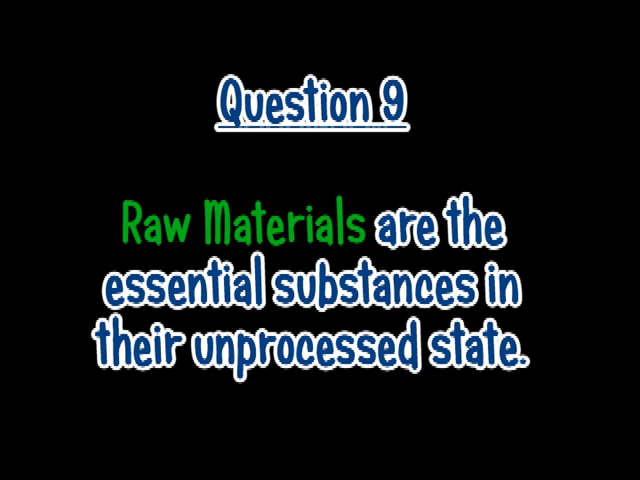 Question 9
Raw Materials are the
essential substances in
their unprocessed state.